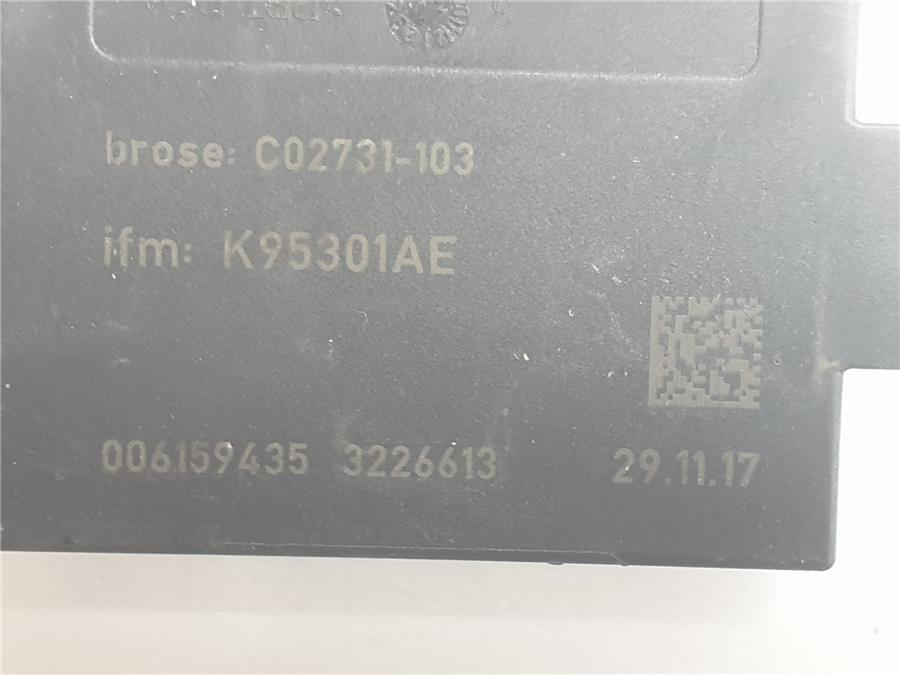 brose: C02731-103
ifm: K95301AE
006159435 3226613 29.11.17